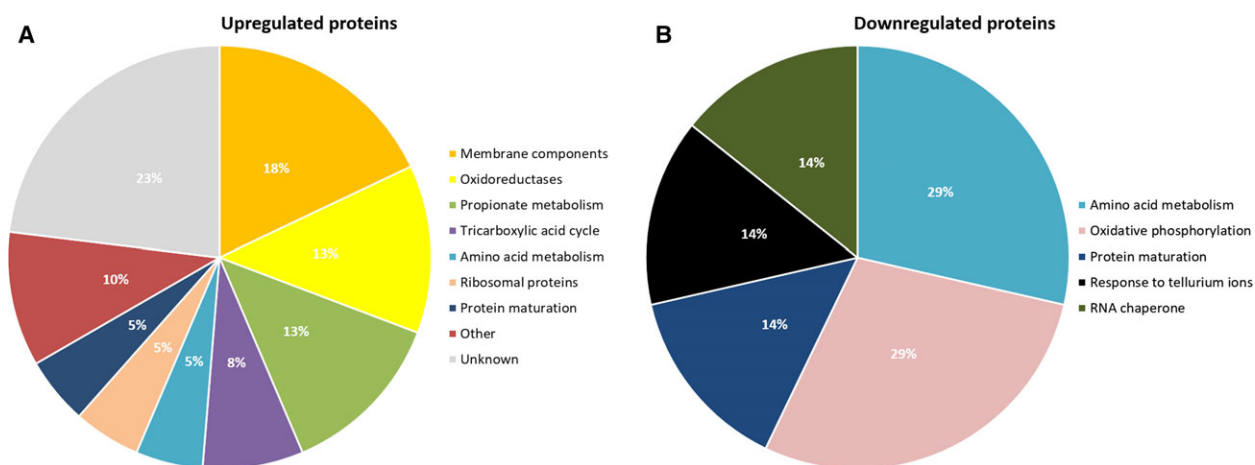 A
Upregulated proteins
18%
13%
13%
8%
5%
5%
5%
10%
23%
Membrane components
Oxidoreductases
Propionate metabolism
Tricarboxylic acid cycle
Amino acid metabolism
Ribosomal proteins
Protein maturation
Other
Unknown
B
Downregulated proteins
29%
29%
14%
14%
14%
Amino acid metabolism
Oxidative phosphorylation
Protein maturation
Response to tellurium ions
RNA chaperone